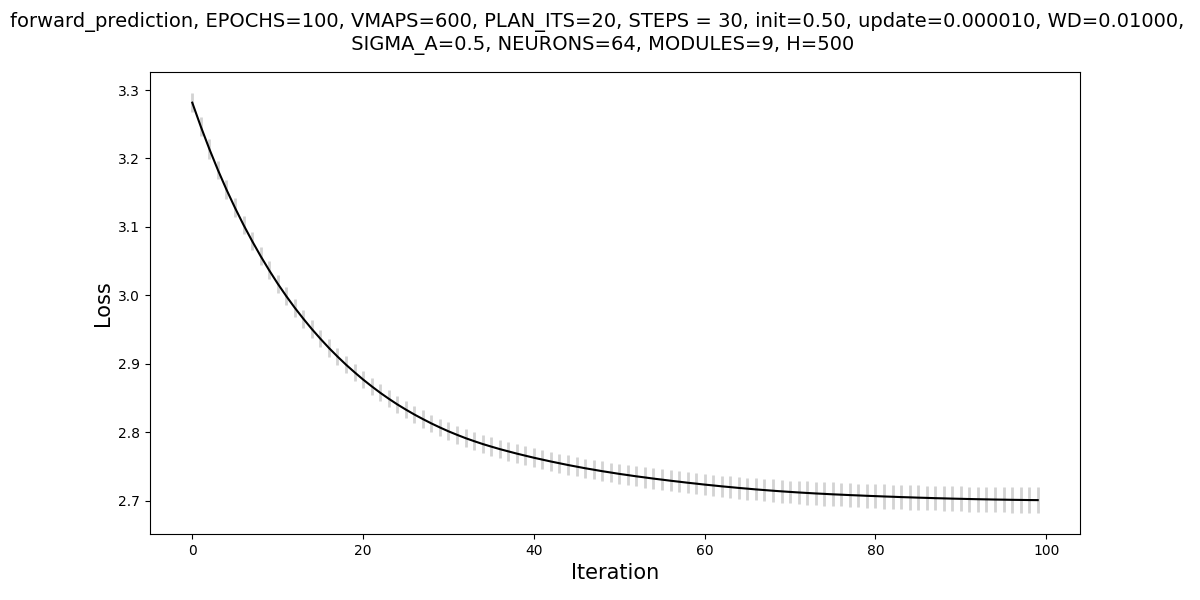 forward_prediction, EPOCHS=100, VMAPS=600, PLAN_ITS=20, STEPS = 30, init=0.50, update=0.000010, WD=0.01000,
SIGMA_A=0.5, NEURONS=64, MODULES=9, H=500
3.3
3.2
3.1
3.0
2.9
2.8
2.7
Loss
0 20 40 60 80 100
Iteration